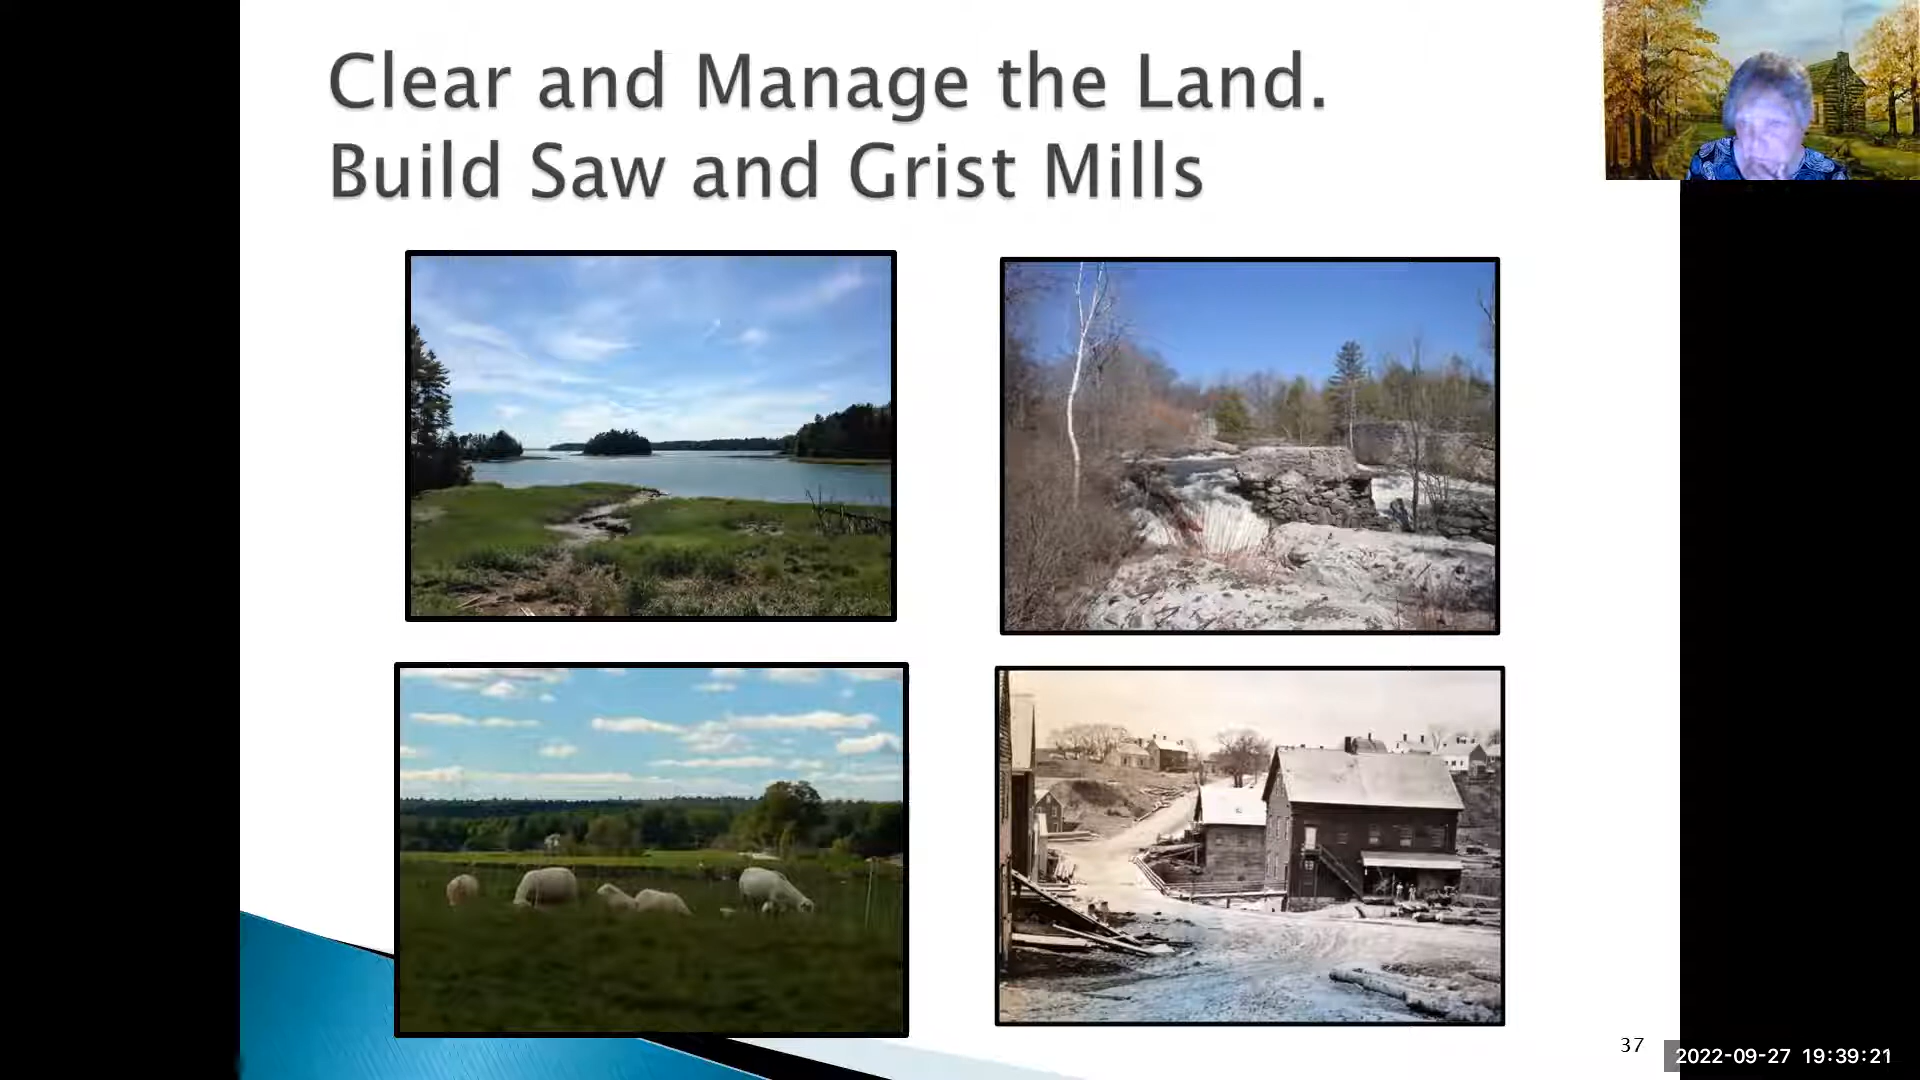 Clear and Manage the Land.
Build Saw and Grist Mills
37
2022-09-27 19:39:21